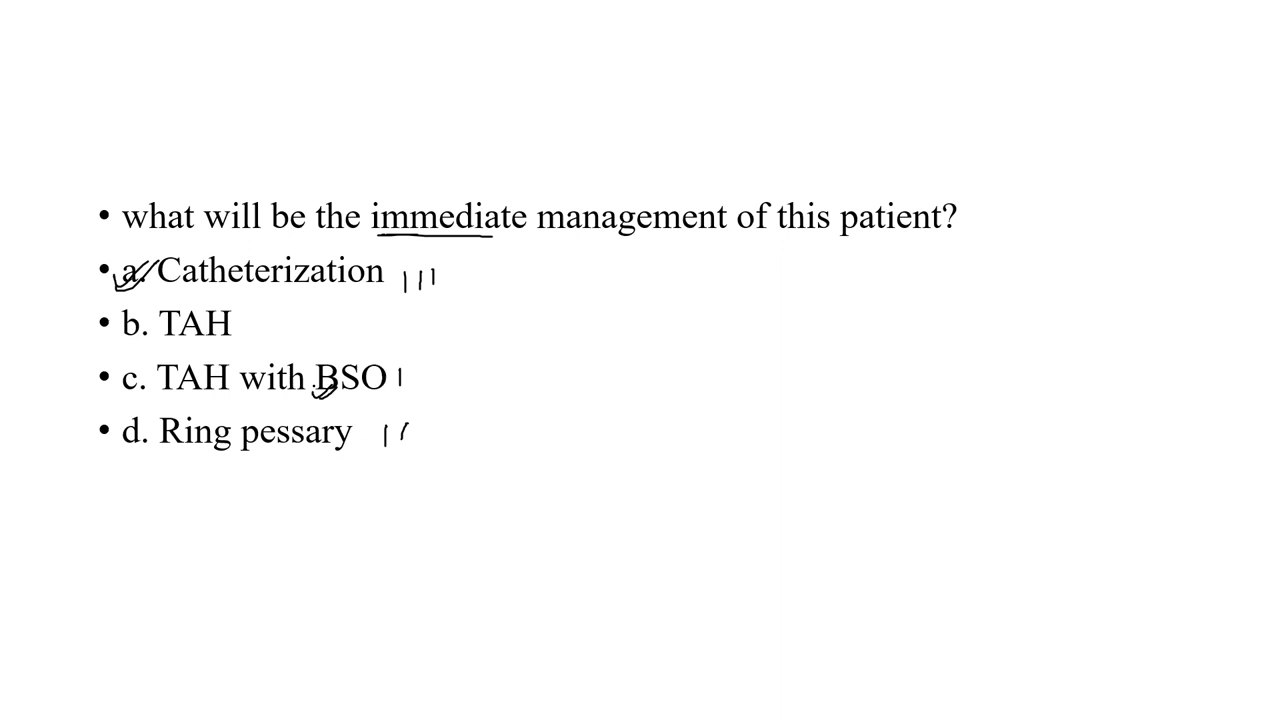 • what will be the immediate management of this patient?
• a. Catheterization |||
• b. TAH
• c. TAH with BSO |
• d. Ring pessary ||